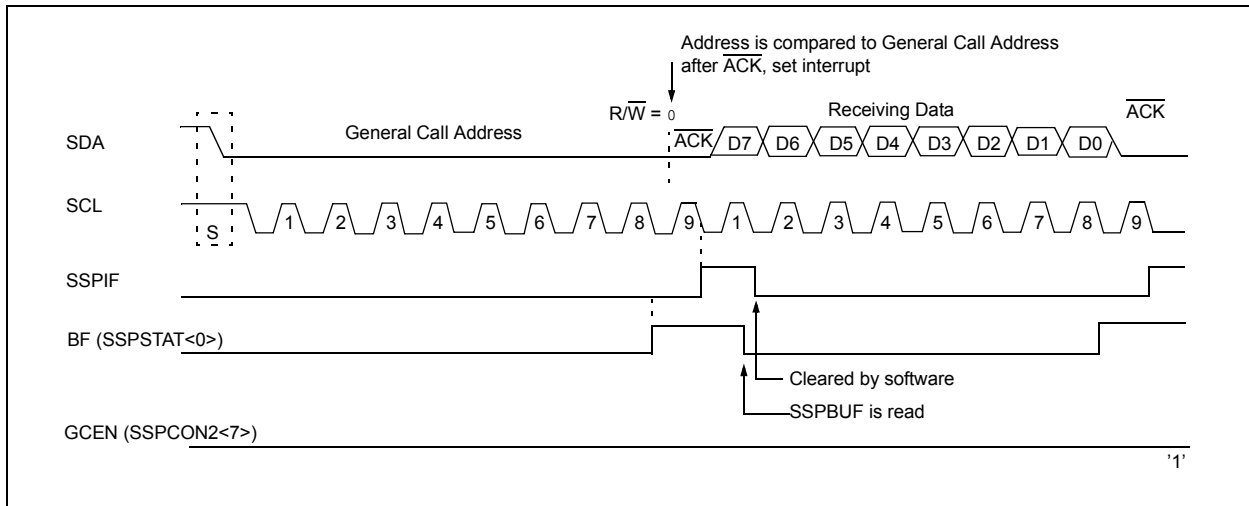 Address is compared to General Call Address
after A̅C̅K̅, set interrupt
R/W̅ = 0
Receiving Data
A̅C̅K̅
General Call Address
SDA
A̅C̅K̅ D7 D6 D5 D4 D3 D2 D1 D0
SCL
S
1 2 3 4 5 6 7 8 9 1 2 3 4 5 6 7 8 9
SSPIF
BF (SSPSTAT<0>)
Cleared by software
SSPBUF is read
GCEN (SSPCON2<7>)
’1’